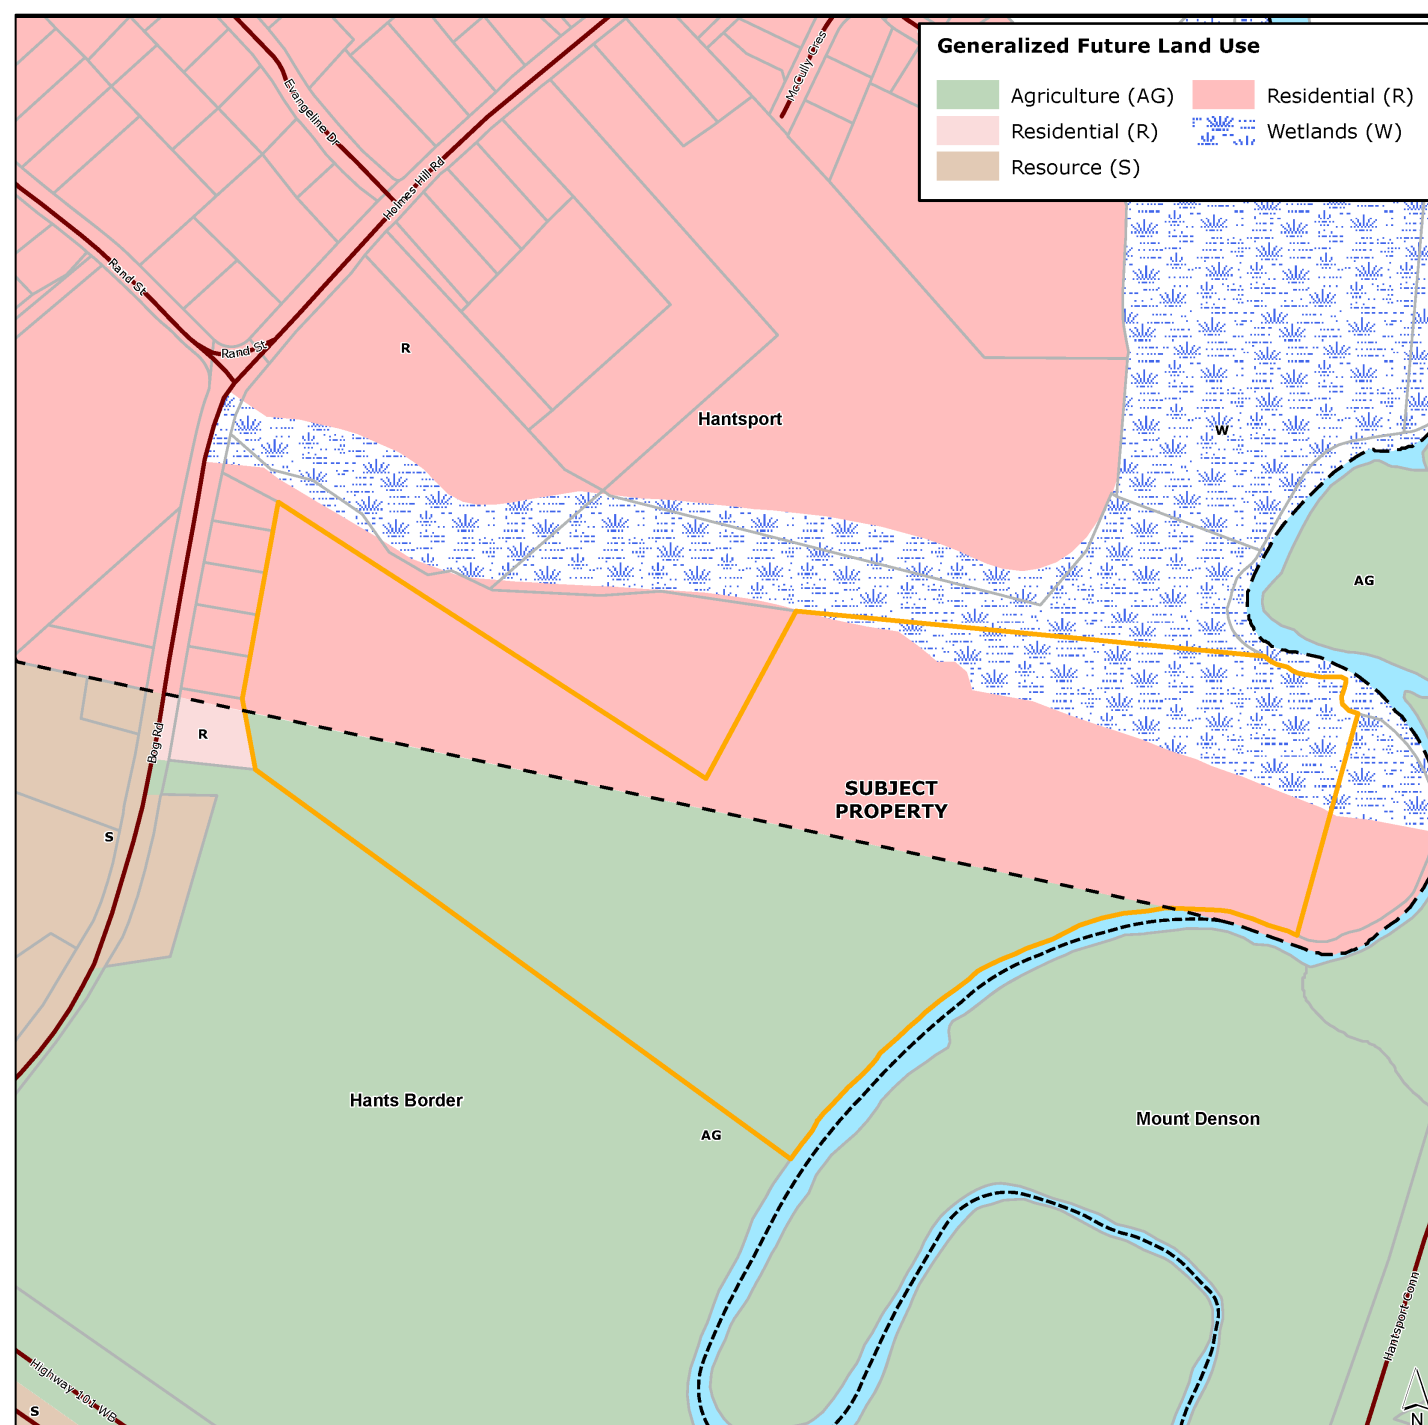 Generalized Future Land Use
Agriculture (AG)
Residential (R)
Residential (R)
Wetlands (W)
Resource (S)
McCully Cres
Evangeline Dr
Holmes Hill Rd
Rand St
Rand St
R
Hantsport
W
AG
R
Bog Rd
SUBJECT
PROPERTY
S
Hants Border
AG
Mount Denson
Hantsport Conn
Highway 101 WB
S
N